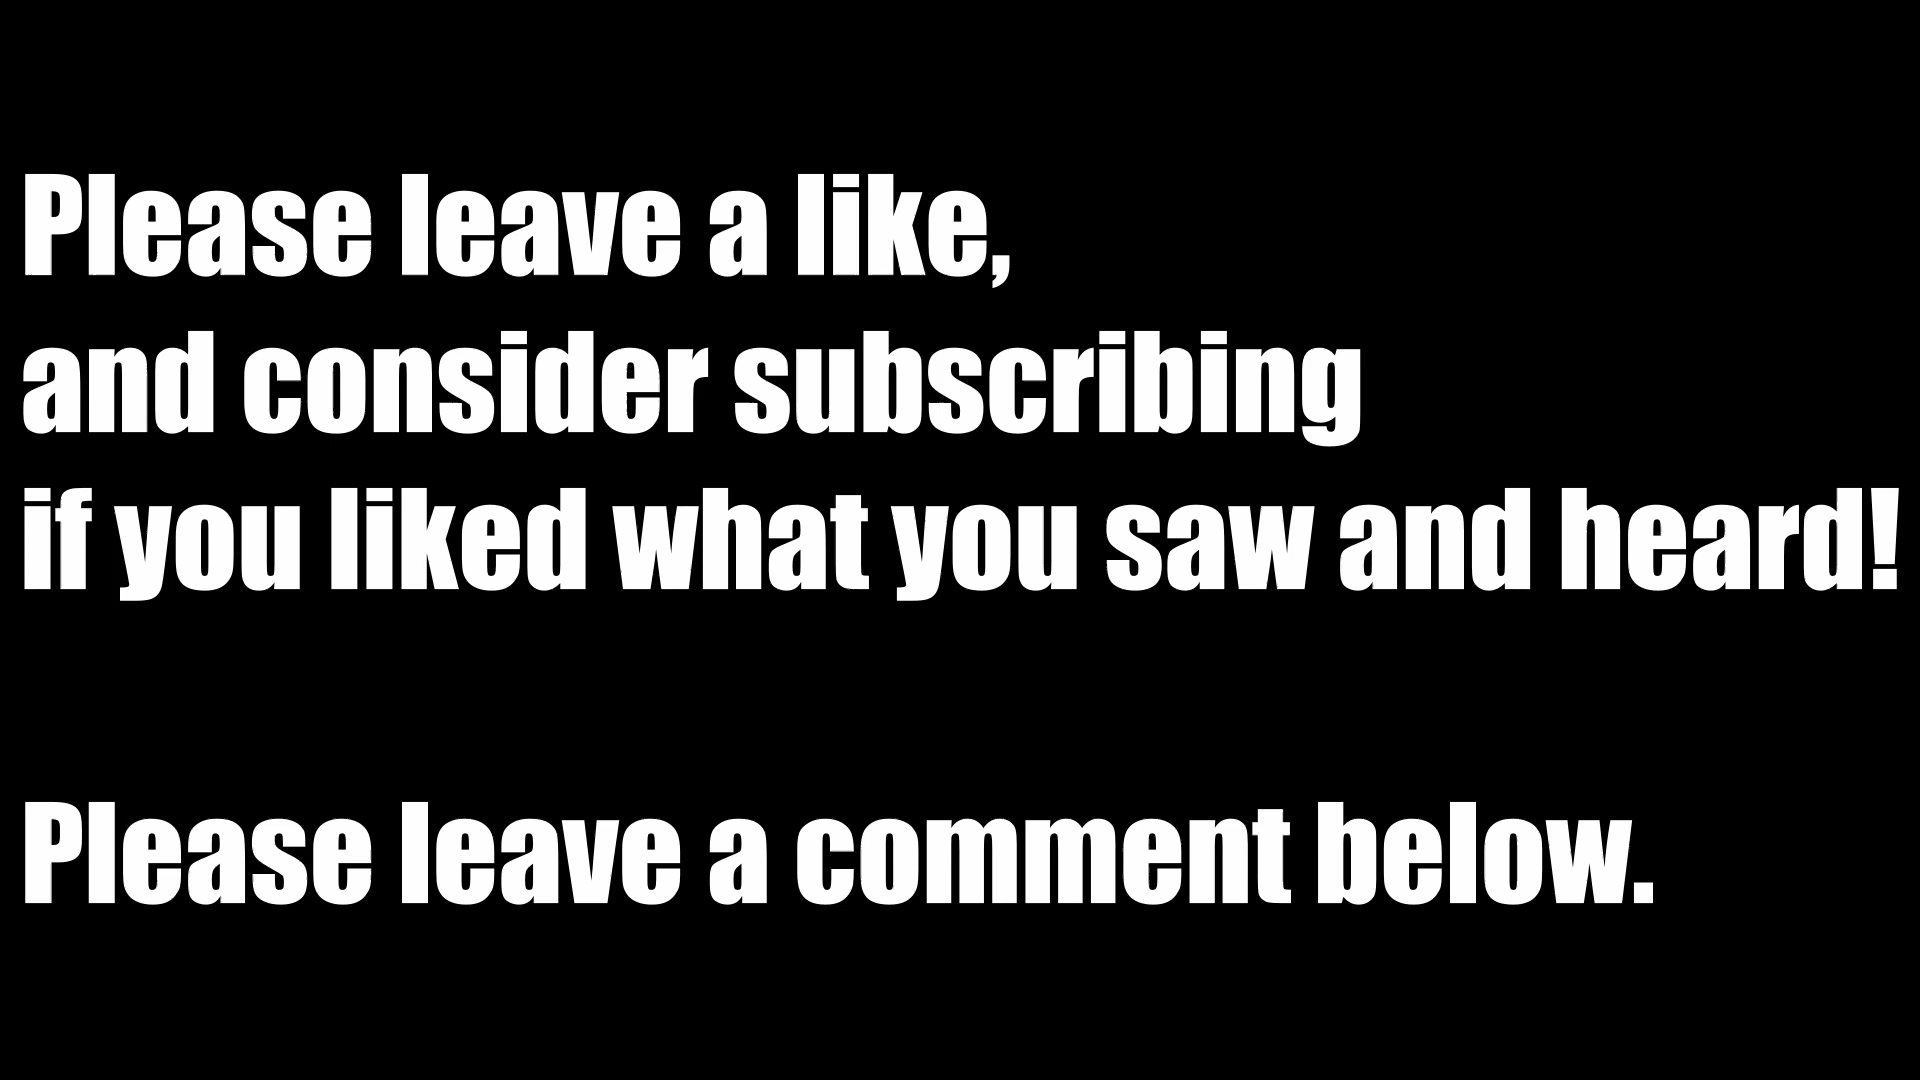 Please leave a like,
and consider subscribing
if you liked what you saw and heard!
Please leave a comment below.